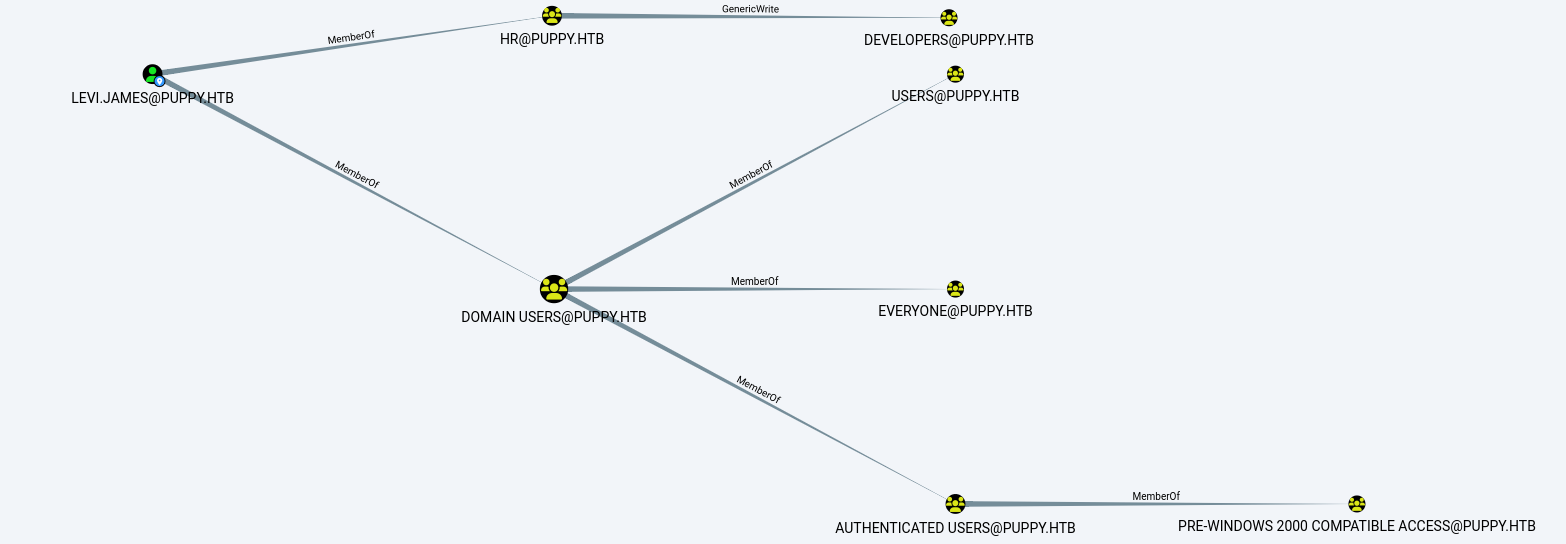 GenericWrite
HR@PUPPY.HTB
DEVELOPERS@PUPPY.HTB
MemberOf
LEVI.JAMES@PUPPY.HTB
USERS@PUPPY.HTB
MemberOf
MemberOf
MemberOf
DOMAIN USERS@PUPPY.HTB
EVERYONE@PUPPY.HTB
MemberOf
MemberOf
AUTHENTICATED USERS@PUPPY.HTB
PRE-WINDOWS 2000 COMPATIBLE ACCESS@PUPPY.HTB